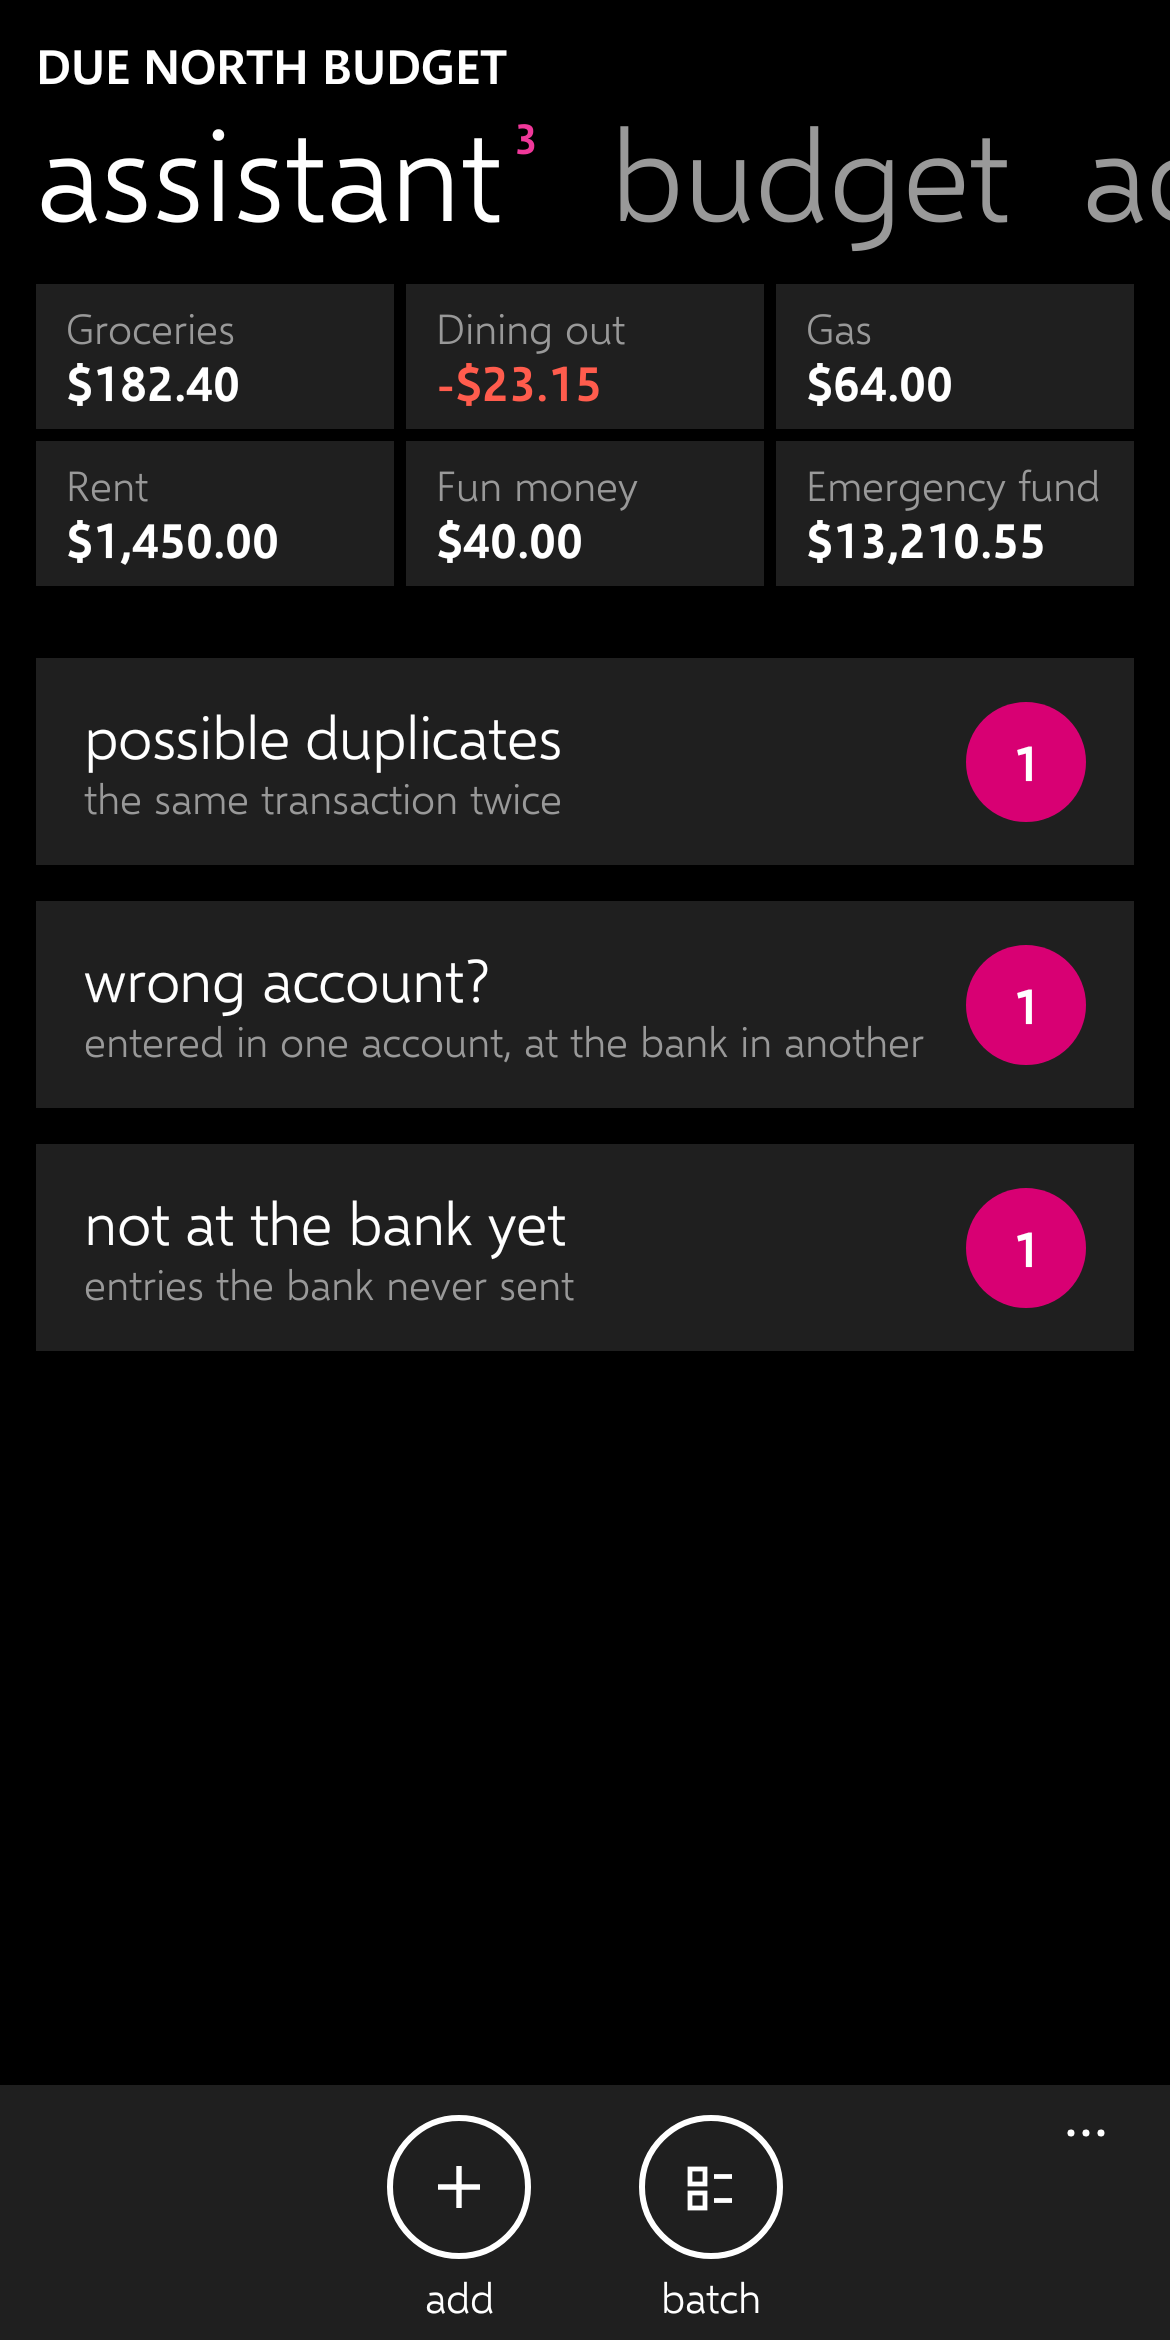 DUE NORTH BUDGET
assistant 3 budget ac
Groceries
$182.40
Dining out
-$23.15
Gas
$64.00
Rent
$1,450.00
Fun money
$40.00
Emergency fund
$13,210.55
possible duplicates
the same transaction twice
1
wrong account?
entered in one account, at the bank in another
1
not at the bank yet
entries the bank never sent
1
...
add
batch